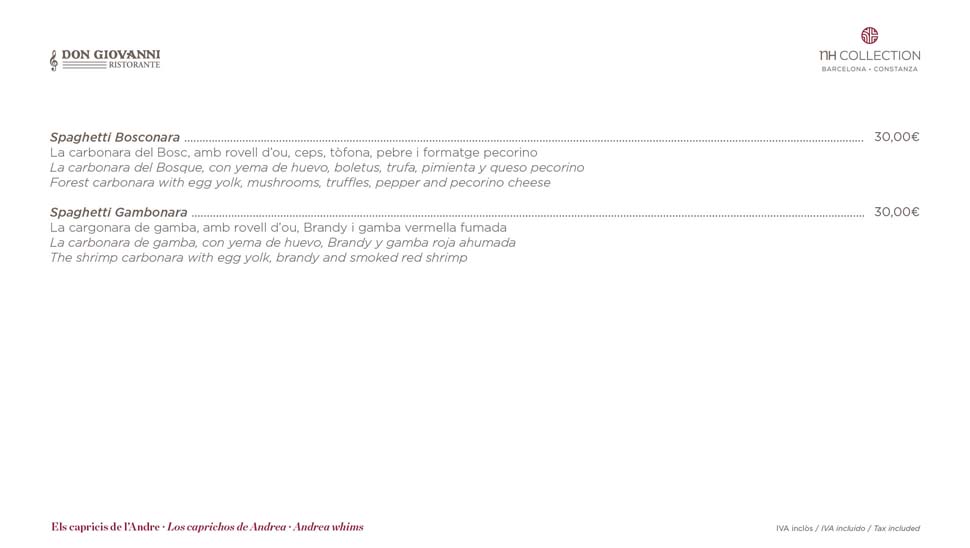 DON GIOVANNI
RISTORANTE
NH COLLECTION
BARCELONA - CONSTANZA
Spaghetti Bosconara 30,00€
La carbonara del Bosc, amb rovell d'ou, ceps, tòfona, pebre i formatge pecorino
La carbonara del Bosque, con yema de huevo, boletus, trufa, pimienta y queso pecorino
Forest carbonara with egg yolk, mushrooms, truffles, pepper and pecorino cheese
Spaghetti Gambonara 30,00€
La cargonara de gamba, amb rovell d'ou, Brandy i gamba vermella fumada
La carbonara de gamba, con yema de huevo, Brandy y gamba roja ahumada
The shrimp carbonara with egg yolk, brandy and smoked red shrimp
Els capricis de l'Andre · Los caprichos de Andrea · Andrea whims
IVA inclòs / IVA incluido / Tax included